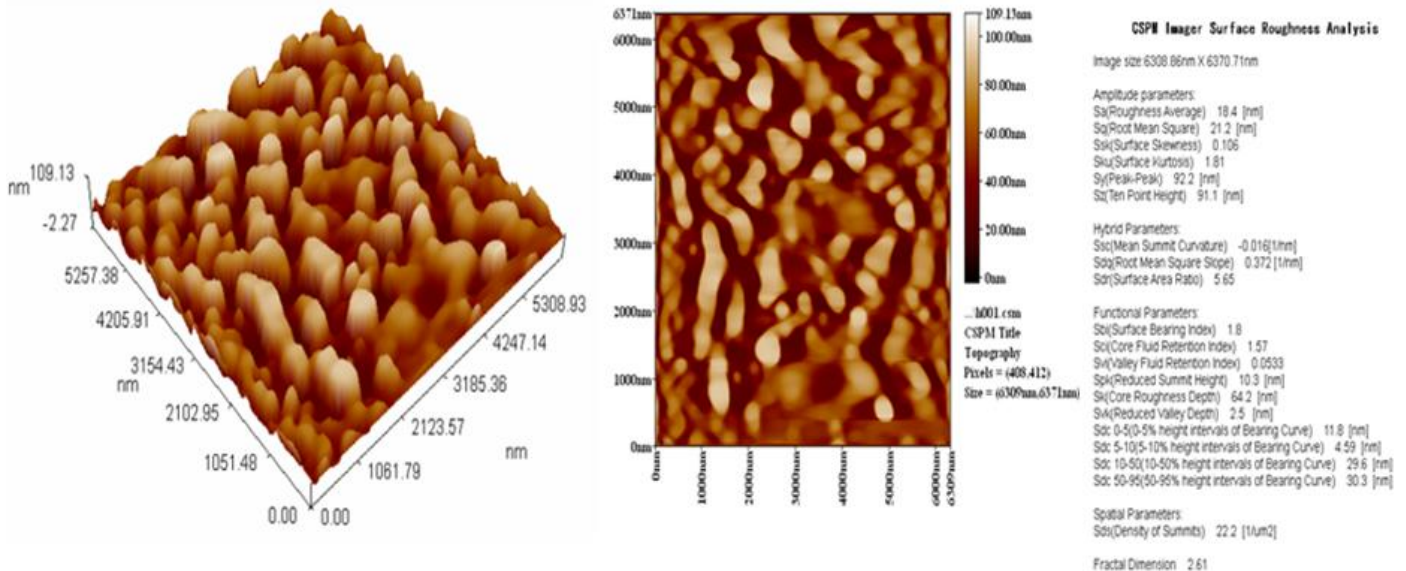 109.13
nm
-2.27
5257.38
4205.91
3154.43
nm
2102.95
1051.48
0.00
0.00
1061.79
2123.57
nm
3185.36
4247.14
5308.93
6371nm
6000nm
5000nm
4000nm
3000nm
2000nm
1000nm
0nm
0nm
1000nm
2000nm
3000nm
4000nm
5000nm
6000nm
6309nm
109.13nm
100.00nm
80.00nm
60.00nm
40.00nm
20.00nm
0nm
...h001.csm
CSPM Title
Topography
Pixels = (408,412)
Size = (6309nm,6371nm)
CSPM Imager Surface Roughness Analysis
Image size:6308.86nm X 6370.71nm
Amplitude parameters:
Sa(Roughness Average) 18.4 [nm]
Sq(Root Mean Square) 21.2 [nm]
Ssk(Surface Skewness) 0.106
Sku(Surface Kurtosis) 1.81
Sy(Peak-Peak) 92.2 [nm]
Sz(Ten Point Height) 91.1 [nm]
Hybrid Parameters:
Ssc(Mean Summit Curvature) -0.016[1/nm]
Sdq(Root Mean Square Slope) 0.372 [1/nm]
Sdr(Surface Area Ratio) 5.65
Functional Parameters:
Sbi(Surface Bearing Index) 1.8
Sci(Core Fluid Retention Index) 1.57
Svi(Valley Fluid Retention Index) 0.0533
Spk(Reduced Summit Height) 10.3 [nm]
Sk(Core Roughness Depth) 64.2 [nm]
Svk(Reduced Valley Depth) 2.5 [nm]
Sdc 0-5(0-5% height intervals of Bearing Curve) 11.8 [nm]
Sdc 5-10(5-10% height intervals of Bearing Curve) 4.59 [nm]
Sdc 10-50(10-50% height intervals of Bearing Curve) 29.6 [nm]
Sdc 50-95(50-95% height intervals of Bearing Curve) 30.3 [nm]
Spatial Parameters:
Sds(Density of Summits) 22.2 [1/um2]
Fractal Dimension 2.61